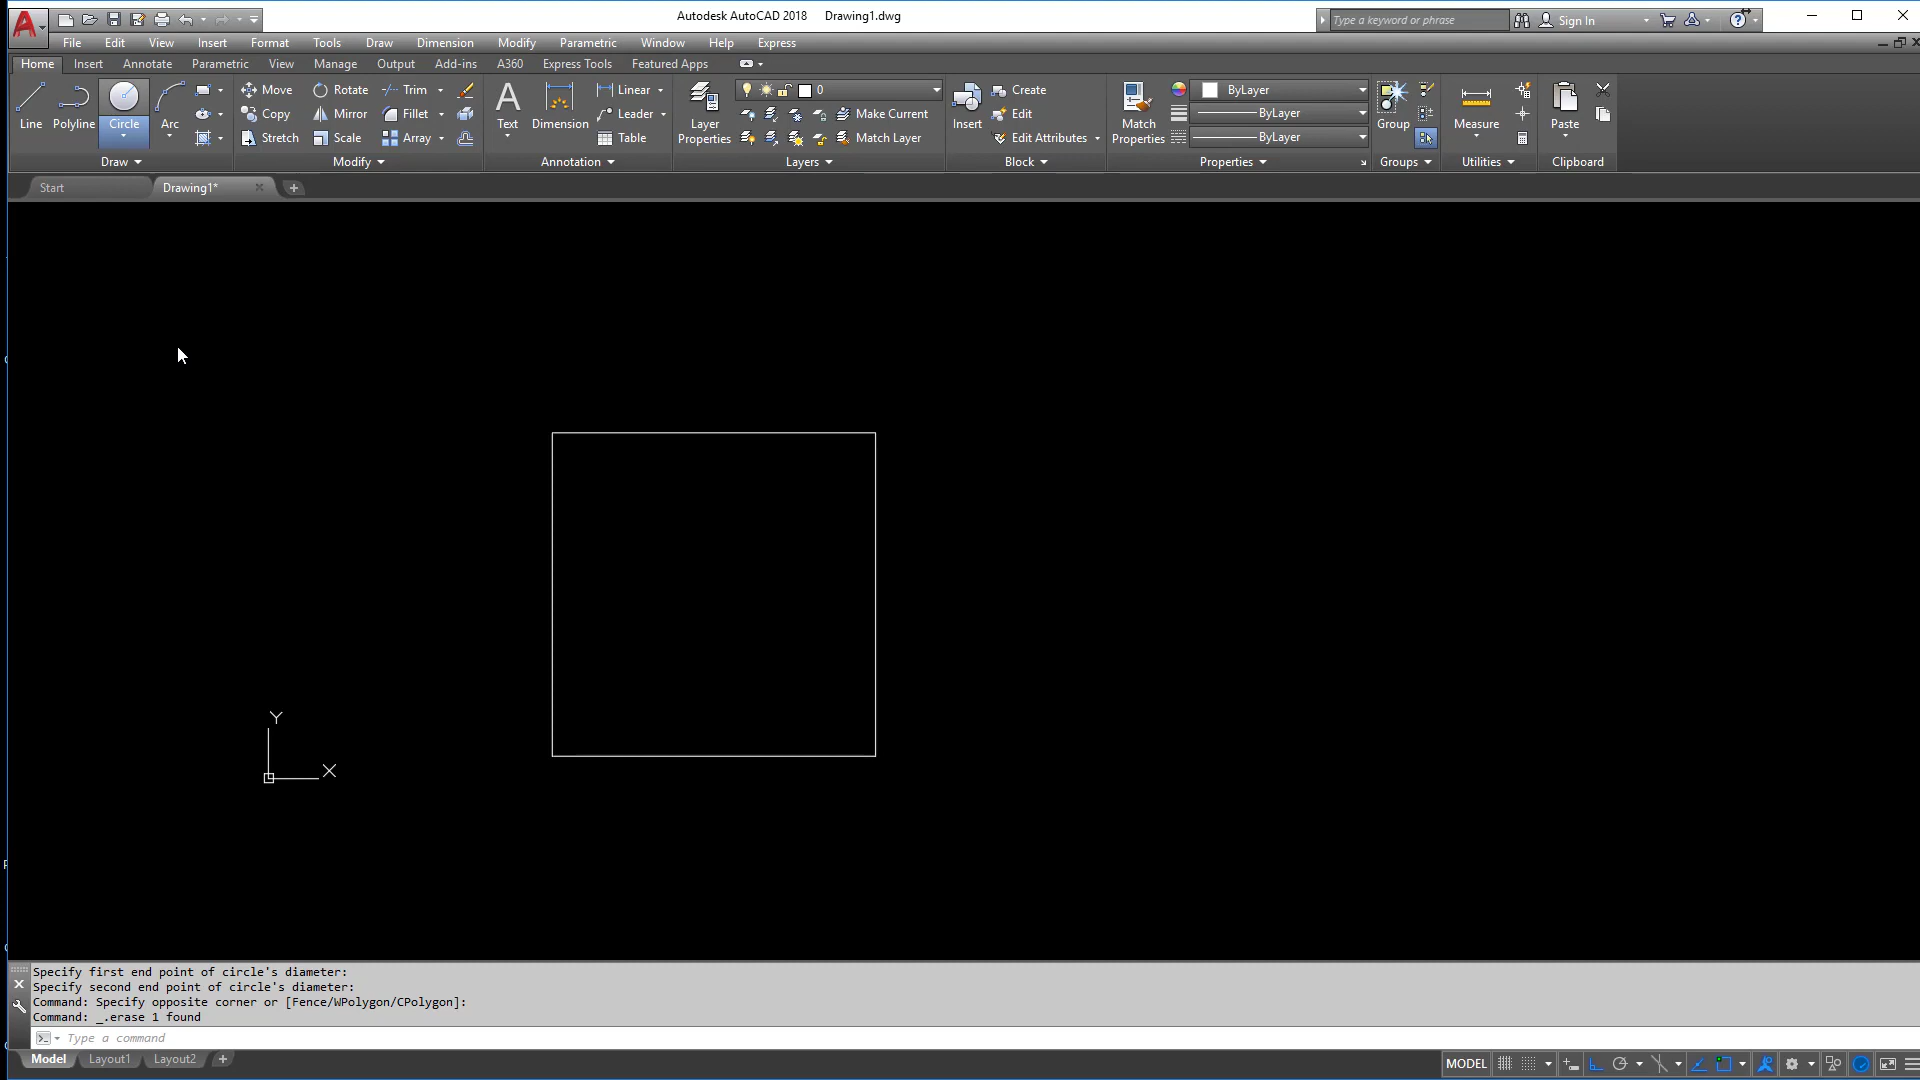 Autodesk AutoCAD 2018 Drawing1.dwg
Type a keyword or phrase
Sign In
File Edit View Insert Format Tools Draw Dimension Modify Parametric Window Help Express
Home Insert Annotate Parametric View Manage Output Add-ins A360 Express Tools Featured Apps
Line Polyline Circle Arc
Move Rotate Trim
Copy Mirror Fillet
Stretch Scale Array
Text Dimension
Linear
Leader
Table
Layer Properties
0
Make Current
Match Layer
Insert
Create
Edit
Edit Attributes
Match Properties
ByLayer
ByLayer
ByLayer
Group
Measure
Paste
Draw Modify Annotation Layers Block Properties Groups Utilities Clipboard
Start Drawing1*
Y
X
Specify first end point of circle's diameter:
Specify second end point of circle's diameter:
Command: Specify opposite corner or [Fence/WPolygon/CPolygon]:
Command: _.erase 1 found
Type a command
Model Layout1 Layout2
MODEL